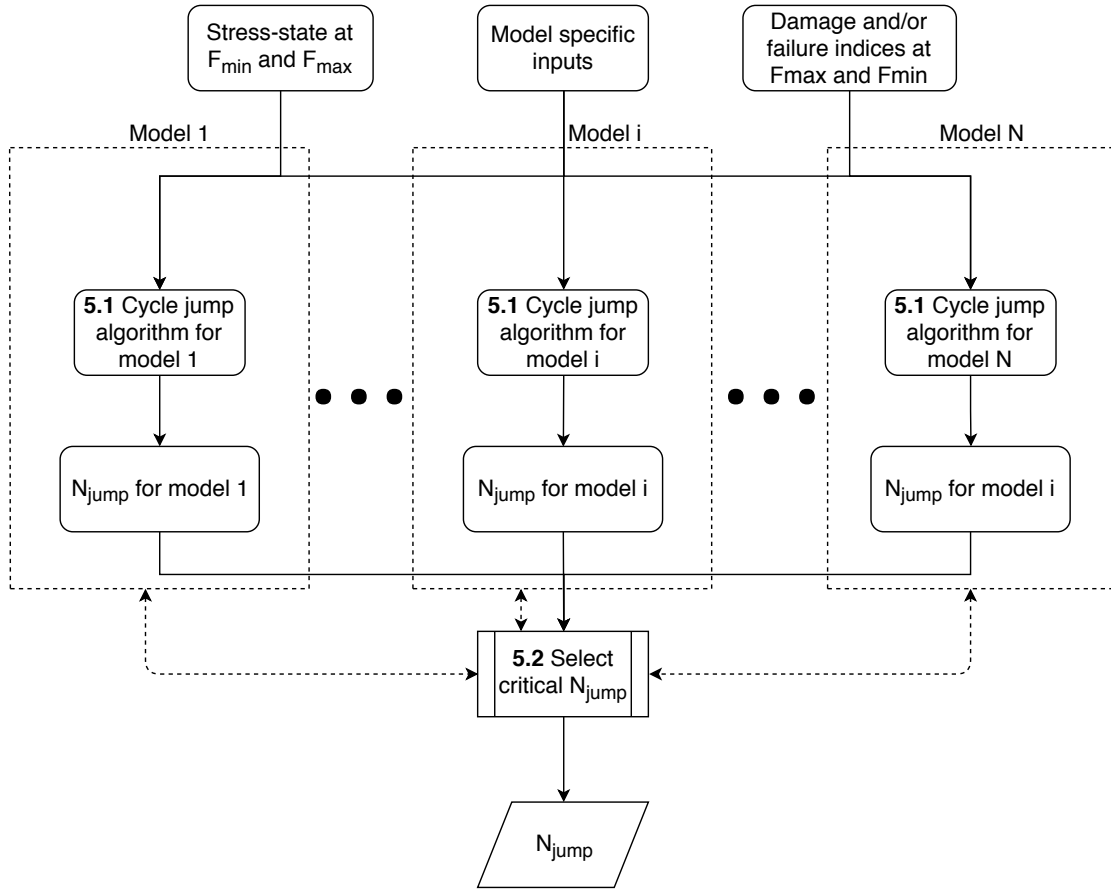 Stress-state at
Fmin and Fmax
Model specific
inputs
Damage and/or
failure indices at
Fmax and Fmin
Model 1
Model i
Model N
5.1 Cycle jump
algorithm for
model 1
5.1 Cycle jump
algorithm for
model i
5.1 Cycle jump
algorithm for
model N
Njump for model 1
Njump for model i
Njump for model i
5.2 Select
critical Njump
Njump